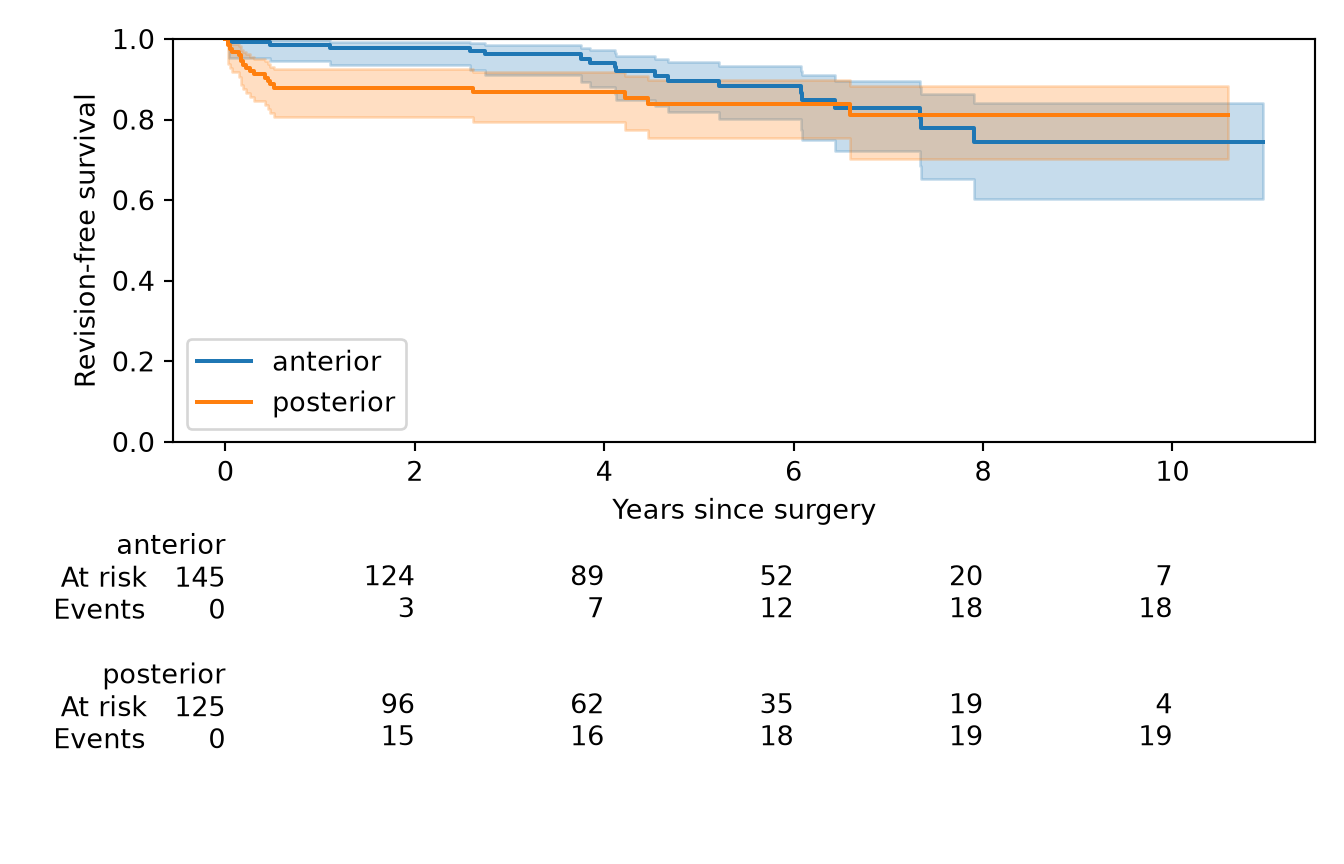 1.0
0.8
0.6
0.4
0.2
0.0
Revision-free survival
anterior
posterior
0 2 4 6 8 10
Years since surgery
anterior
At risk 145 124 89 52 20 7
Events 0 3 7 12 18 18
posterior
At risk 125 96 62 35 19 4
Events 0 15 16 18 19 19